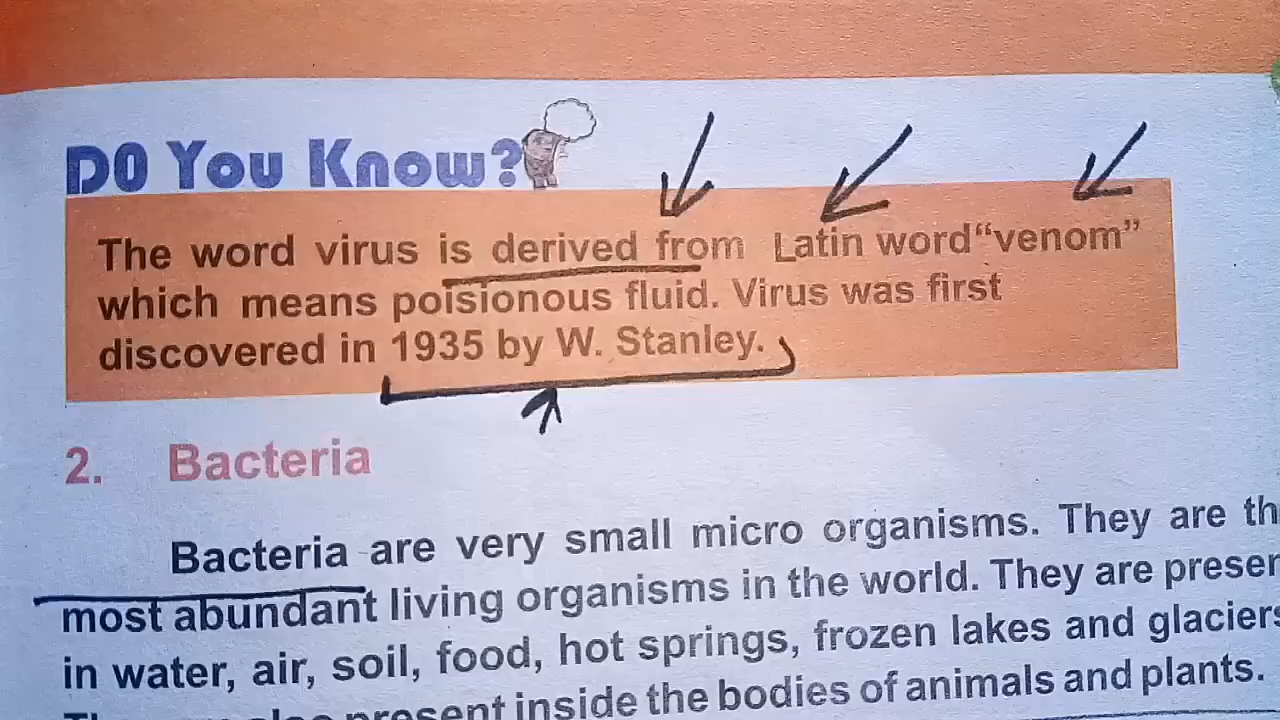 DO YOU KNOW?
The word virus is derived from Latin word “venom”
which means poisionous fluid. Virus was first
discovered in 1935 by W. Stanley.
2. Bacteria
Bacteria are very small micro organisms. They are th
most abundant living organisms in the world. They are presen
in water, air, soil, food, hot springs, frozen lakes and glaciers
present inside the bodies of animals and plants.